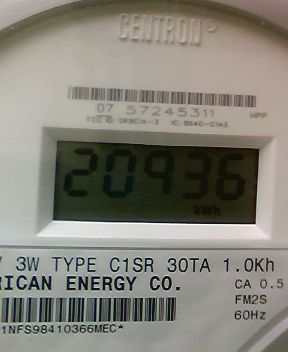 CENTRON®
07 57245311
20936
kWh
V 3W TYPE C1SR 30TA 1.0Kh
RICAN ENERGY CO.
CA 0.5
FM2S
60Hz
1NFS98410366MEC*